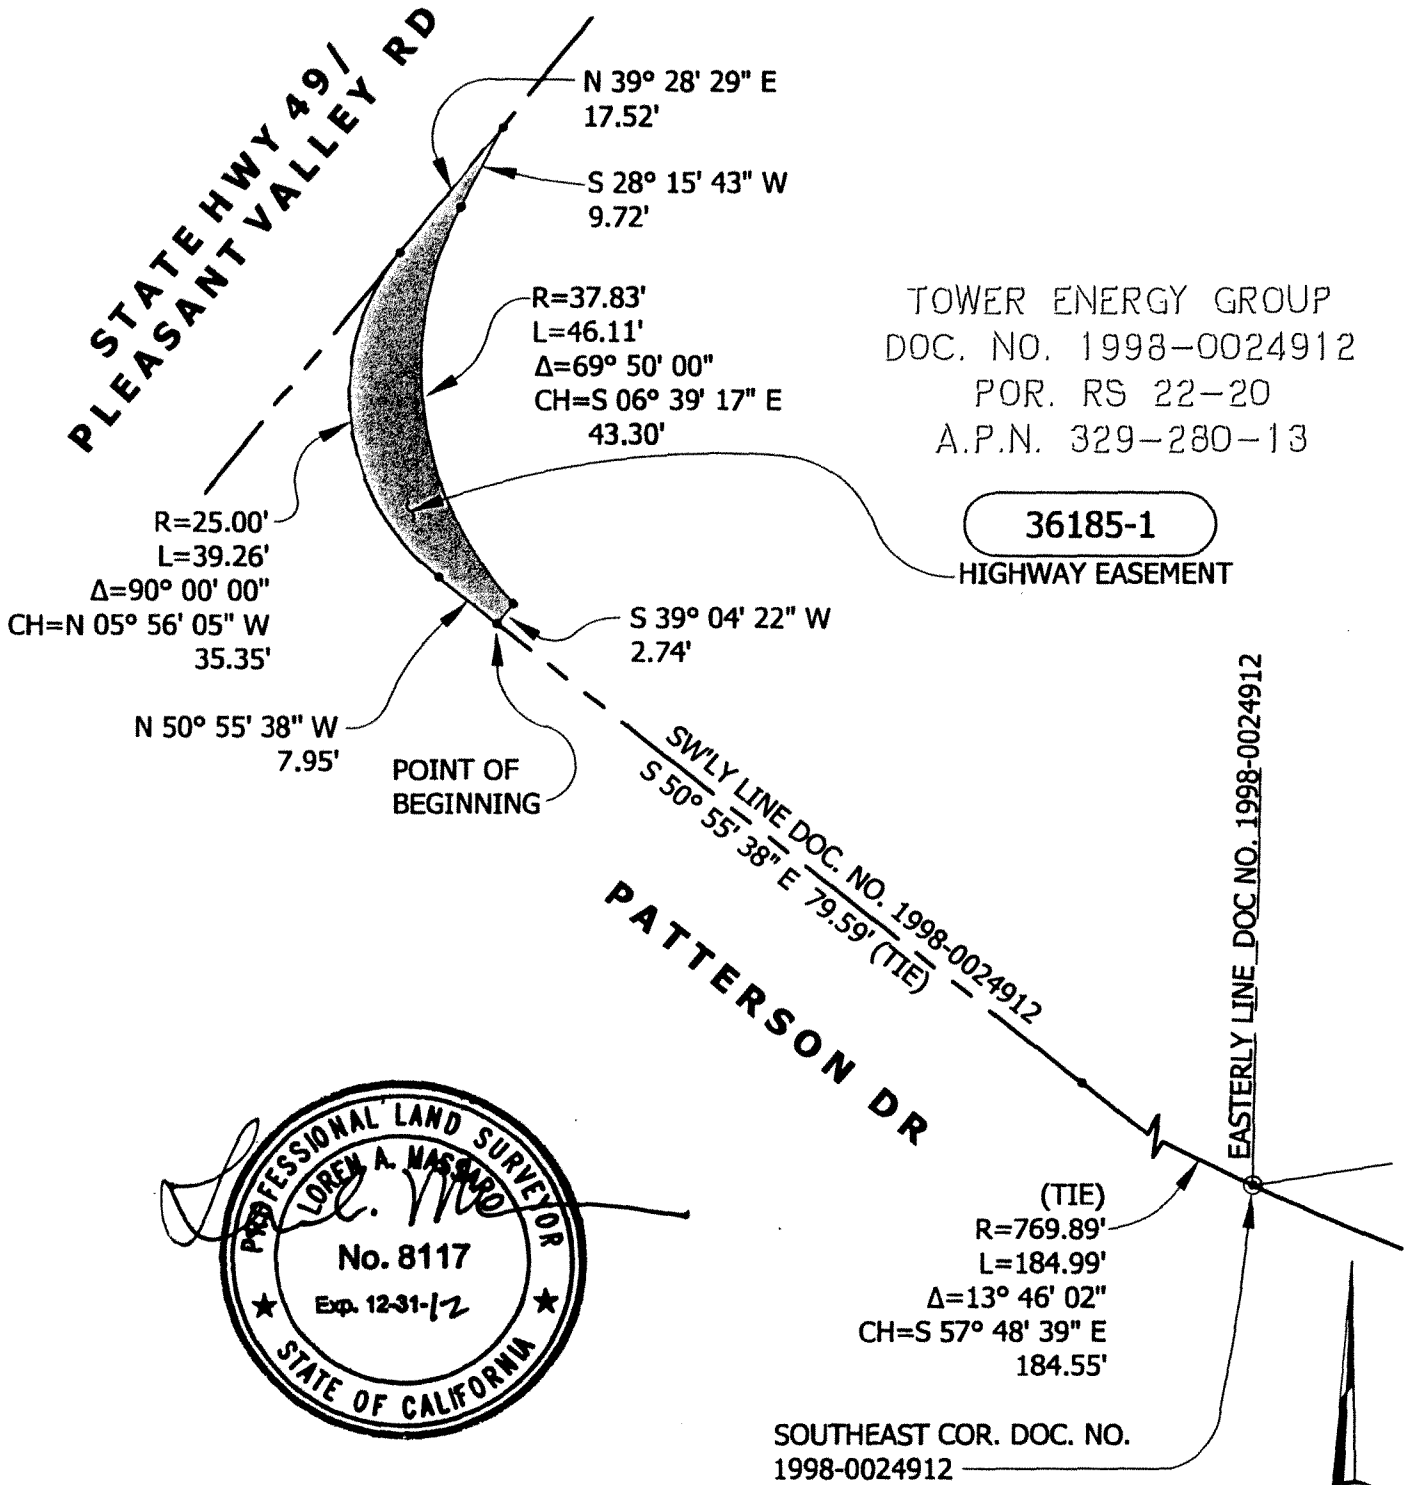 STATE HWY 49/
PLEASANT VALLEY RD
N 39° 28' 29" E
17.52'
S 28° 15' 43" W
9.72'
R=37.83'
L=46.11'
Δ=69° 50' 00"
CH=S 06° 39' 17" E
43.30'
TOWER ENERGY GROUP
DOC. NO. 1998-0024912
POR. RS 22-20
A.P.N. 329-280-13
36185-1
HIGHWAY EASEMENT
R=25.00'
L=39.26'
Δ=90° 00' 00"
CH=N 05° 56' 05" W
35.35'
S 39° 04' 22" W
2.74'
N 50° 55' 38" W
7.95'
POINT OF
BEGINNING
SW'LY LINE DOC. NO. 1998-0024912
S 50° 55' 38" E 79.59' (TIE)
PATTERSON DR
EASTERLY LINE DOC NO. 1998-0024912
(TIE)
R=769.89'
L=184.99'
Δ=13° 46' 02"
CH=S 57° 48' 39" E
184.55'
SOUTHEAST COR. DOC. NO.
1998-0024912
PROFESSIONAL LAND SURVEYOR
LOREN A. MASSARO
No. 8117
Exp. 12-31-12
STATE OF CALIFORNIA